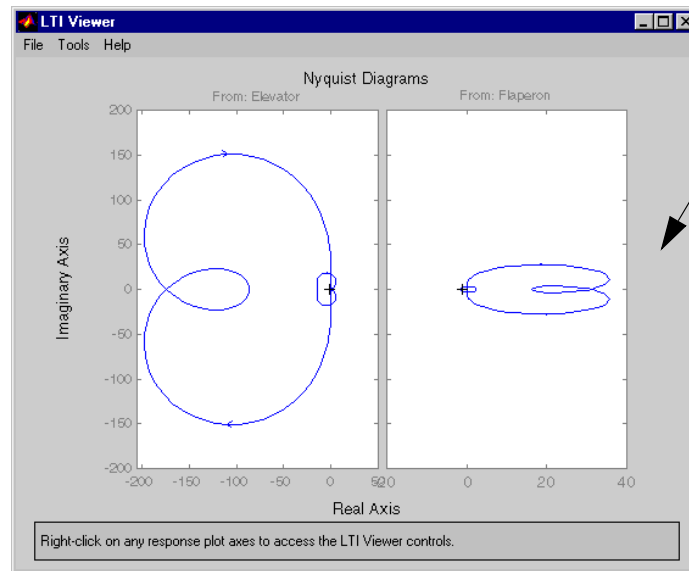 LTI Viewer
File Tools Help
Nyquist Diagrams
From: Elevator
From: Flaperon
Imaginary Axis
200
150
100
50
0
-50
-100
-150
-200
-200 -150 -100 -50 0
0 20 40
Real Axis
Right-click on any response plot axes to access the LTI Viewer controls.